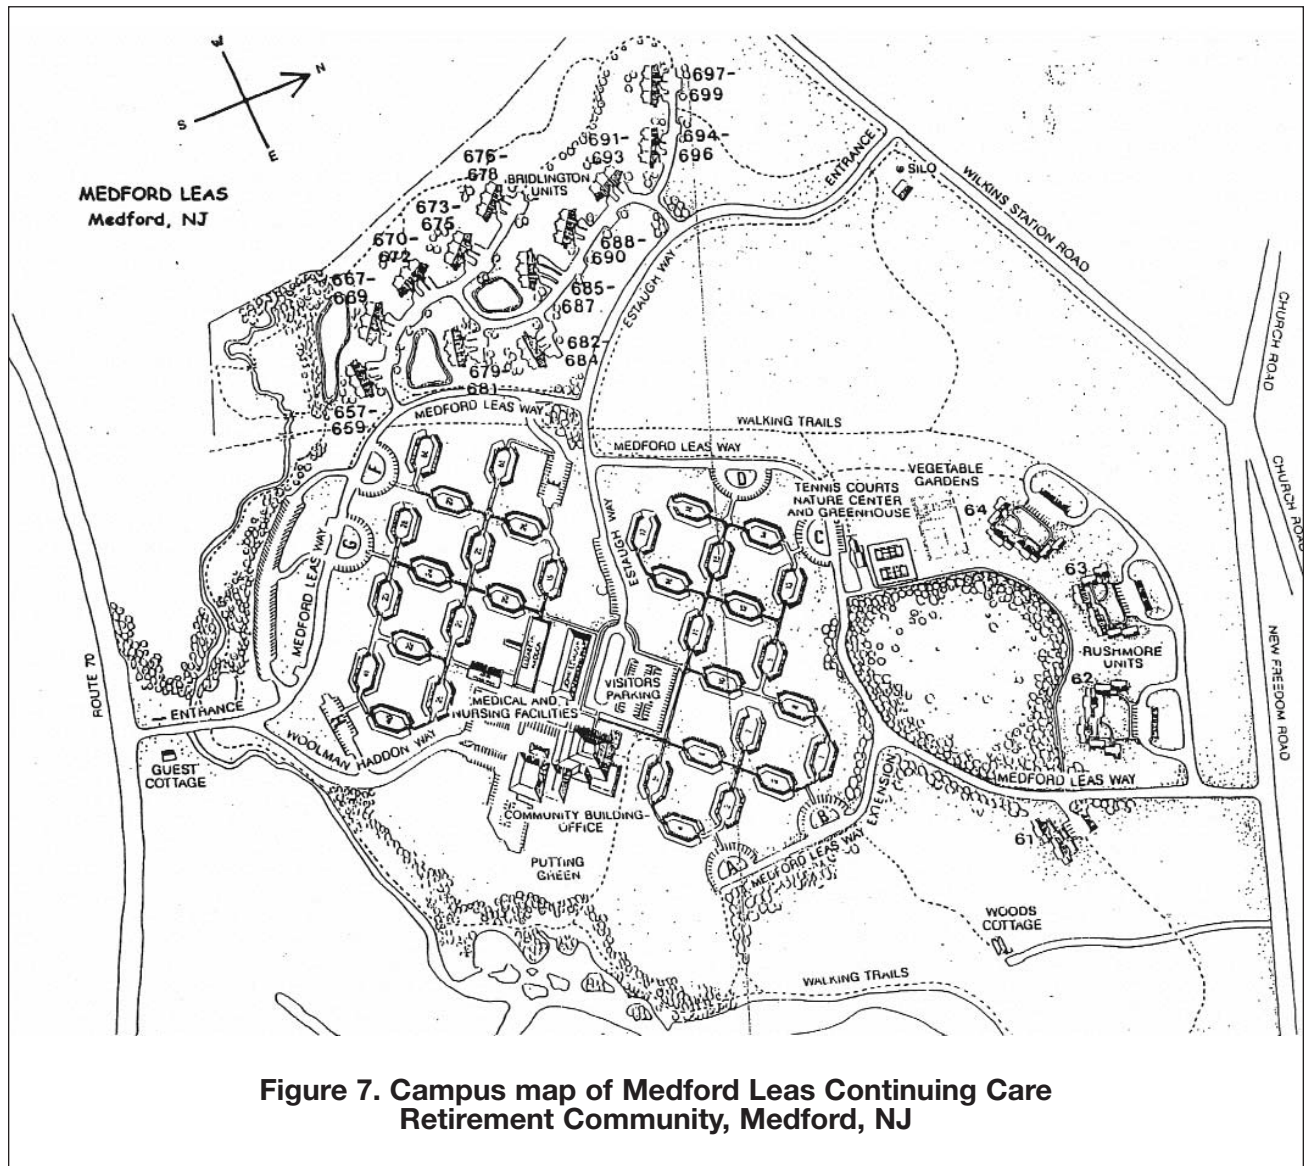 W
N
S
E
MEDFORD LEAS
Medford, NJ
697-
699
694-
696
691-
693
676-
678
BRIDLINGTON
UNITS
673-
675
670-
672
667-
669
688-
690
685-
687
682-
684
679-
681
657-
659
ENTRANCE
SILO
WILKINS STATION ROAD
ESTAUGH WAY
CHURCH ROAD
CHURCH ROAD
MEDFORD LEAS WAY
WALKING TRAILS
MEDFORD LEAS WAY
VEGETABLE
GARDENS
TENNIS COURTS
NATURE CENTER
AND GREENHOUSE
64
63
RUSHMORE
UNITS
62
F
E
D
C
G
ESTAUGH WAY
MEDFORD LEAS WAY
ROUTE 70
NEW FREEDOM ROAD
ENTRANCE
GUEST
COTTAGE
H
WOOLMAN
HADDON WAY
MEDICAL AND
NURSING FACILITIES
VISITORS
PARKING
COMMUNITY BUILDING-
OFFICE
PUTTING
GREEN
A
B
MEDFORD LEAS WAY
EXTENSION
MEDFORD LEAS WAY
61
WOODS
COTTAGE
WALKING TRAILS
Figure 7. Campus map of Medford Leas Continuing Care
Retirement Community, Medford, NJ